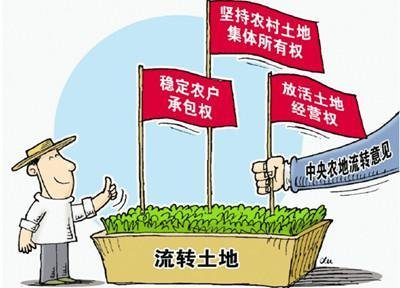 坚持农村土地
集体所有权
稳定农户
承包权
放活土地
经营权
中央农地流转意见
流转土地